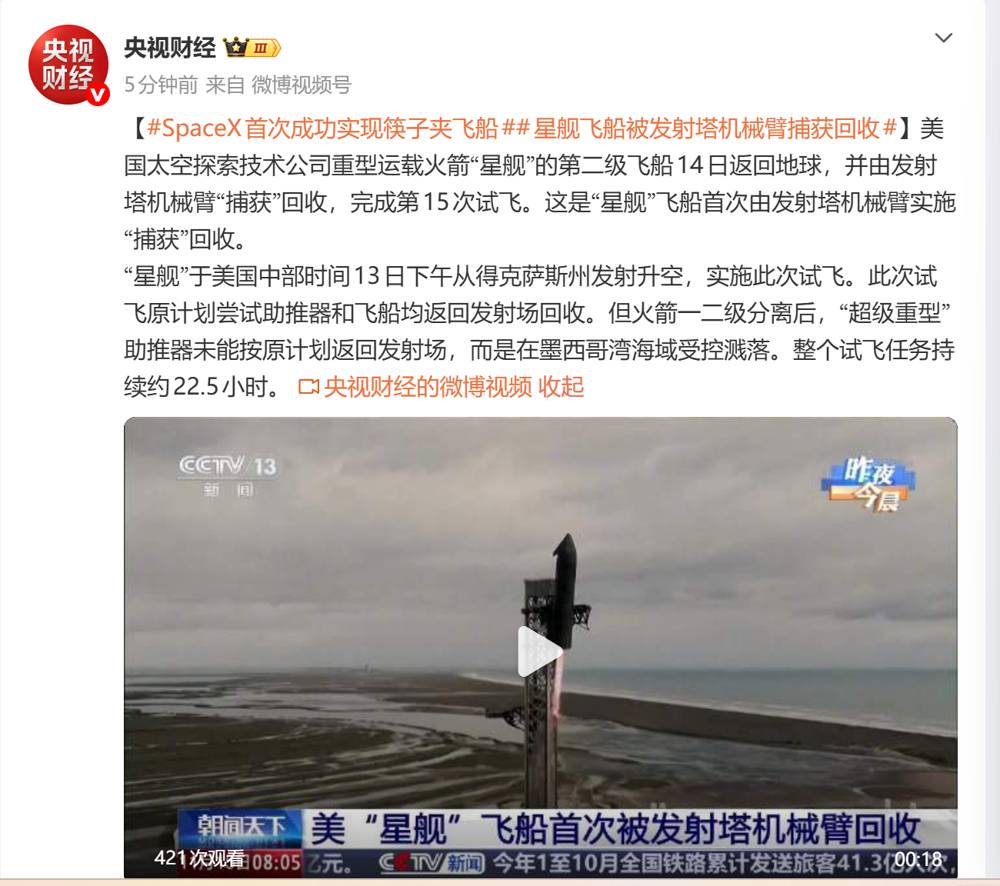 央视
财经
央视财经 III
5分钟前 来自 微博视频号
【#SpaceX首次成功实现筷子夹飞船##星舰飞船被发射塔机械臂捕获回收#】美
国太空探索技术公司重型运载火箭“星舰”的第二级飞船14日返回地球，并由发射
塔机械臂“捕获”回收，完成第15次试飞。这是“星舰”飞船首次由发射塔机械臂实施
“捕获”回收。
“星舰”于美国中部时间13日下午从得克萨斯州发射升空，实施此次试飞。此次试
飞原计划尝试助推器和飞船均返回发射场回收。但火箭一二级分离后，“超级重型”
助推器未能按原计划返回发射场，而是在墨西哥湾海域受控溅落。整个试飞任务持
续约22.5小时。 央视财经的微博视频 收起
CCTV 13
新闻
昨夜
今晨
朝闻天下
美“星舰”飞船首次被发射塔机械臂回收
421次观看
08:05
亿元。 CCTV新闻 今年1至10月全国铁路累计发送旅客41.3亿人次，
00:18